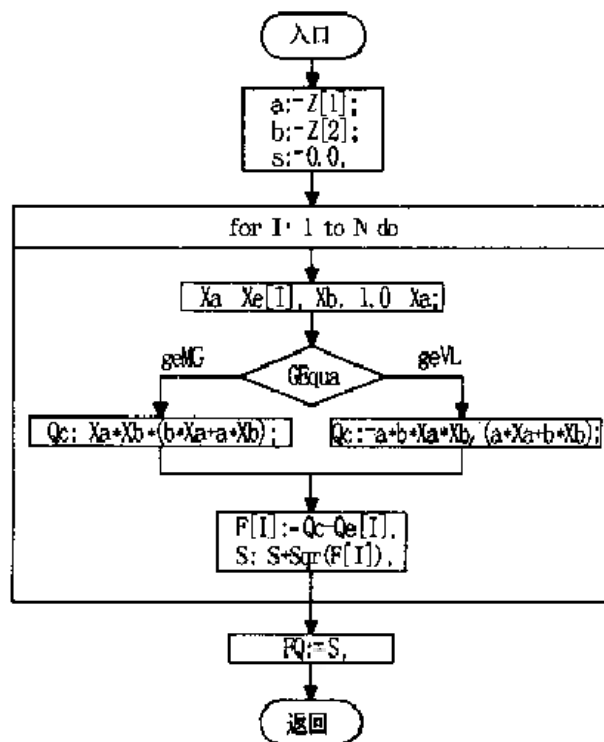 入口
a:=Z[1];
b:=Z[2];
s:=0.0,
for I: 1 to N do
Xa Xe[I], Xb. 1.0 Xa;
geMG
GEqua
geVL
Qc: Xa*Xb*(b*Xa+a*Xb);
Qc:=a*b*Xa*Xb/(a*Xa+b*Xb);
F[I]:=Qc-Qe[I],
S: S+Sqr(F[I]),
FQ:=S,
返回